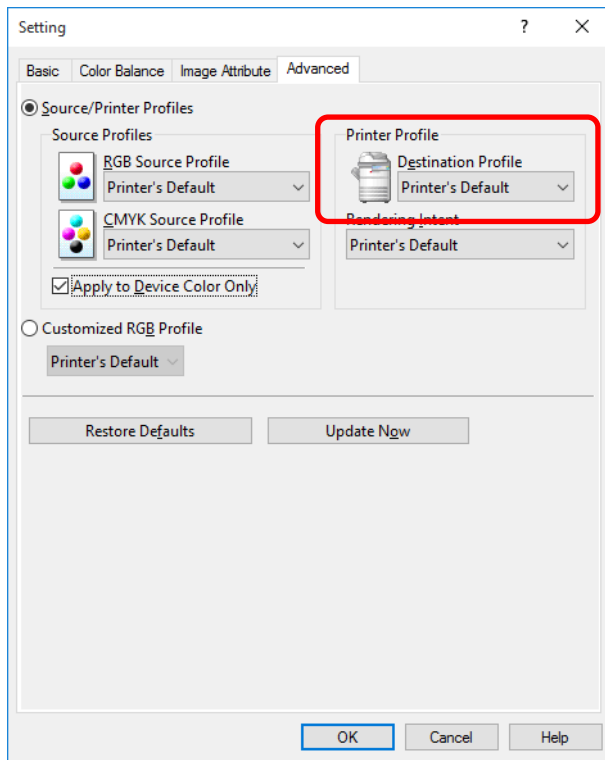 Setting
?
Basic
Color Balance
Image Attribute
Advanced
Source/Printer Profiles
Source Profiles
RGB Source Profile
Printer's Default
CMYK Source Profile
Printer's Default
Apply to Device Color Only
Printer Profile
Destination Profile
Printer's Default
Rendering Intent
Printer's Default
Customized RGB Profile
Printer's Default
Restore Defaults
Update Now
OK
Cancel
Help